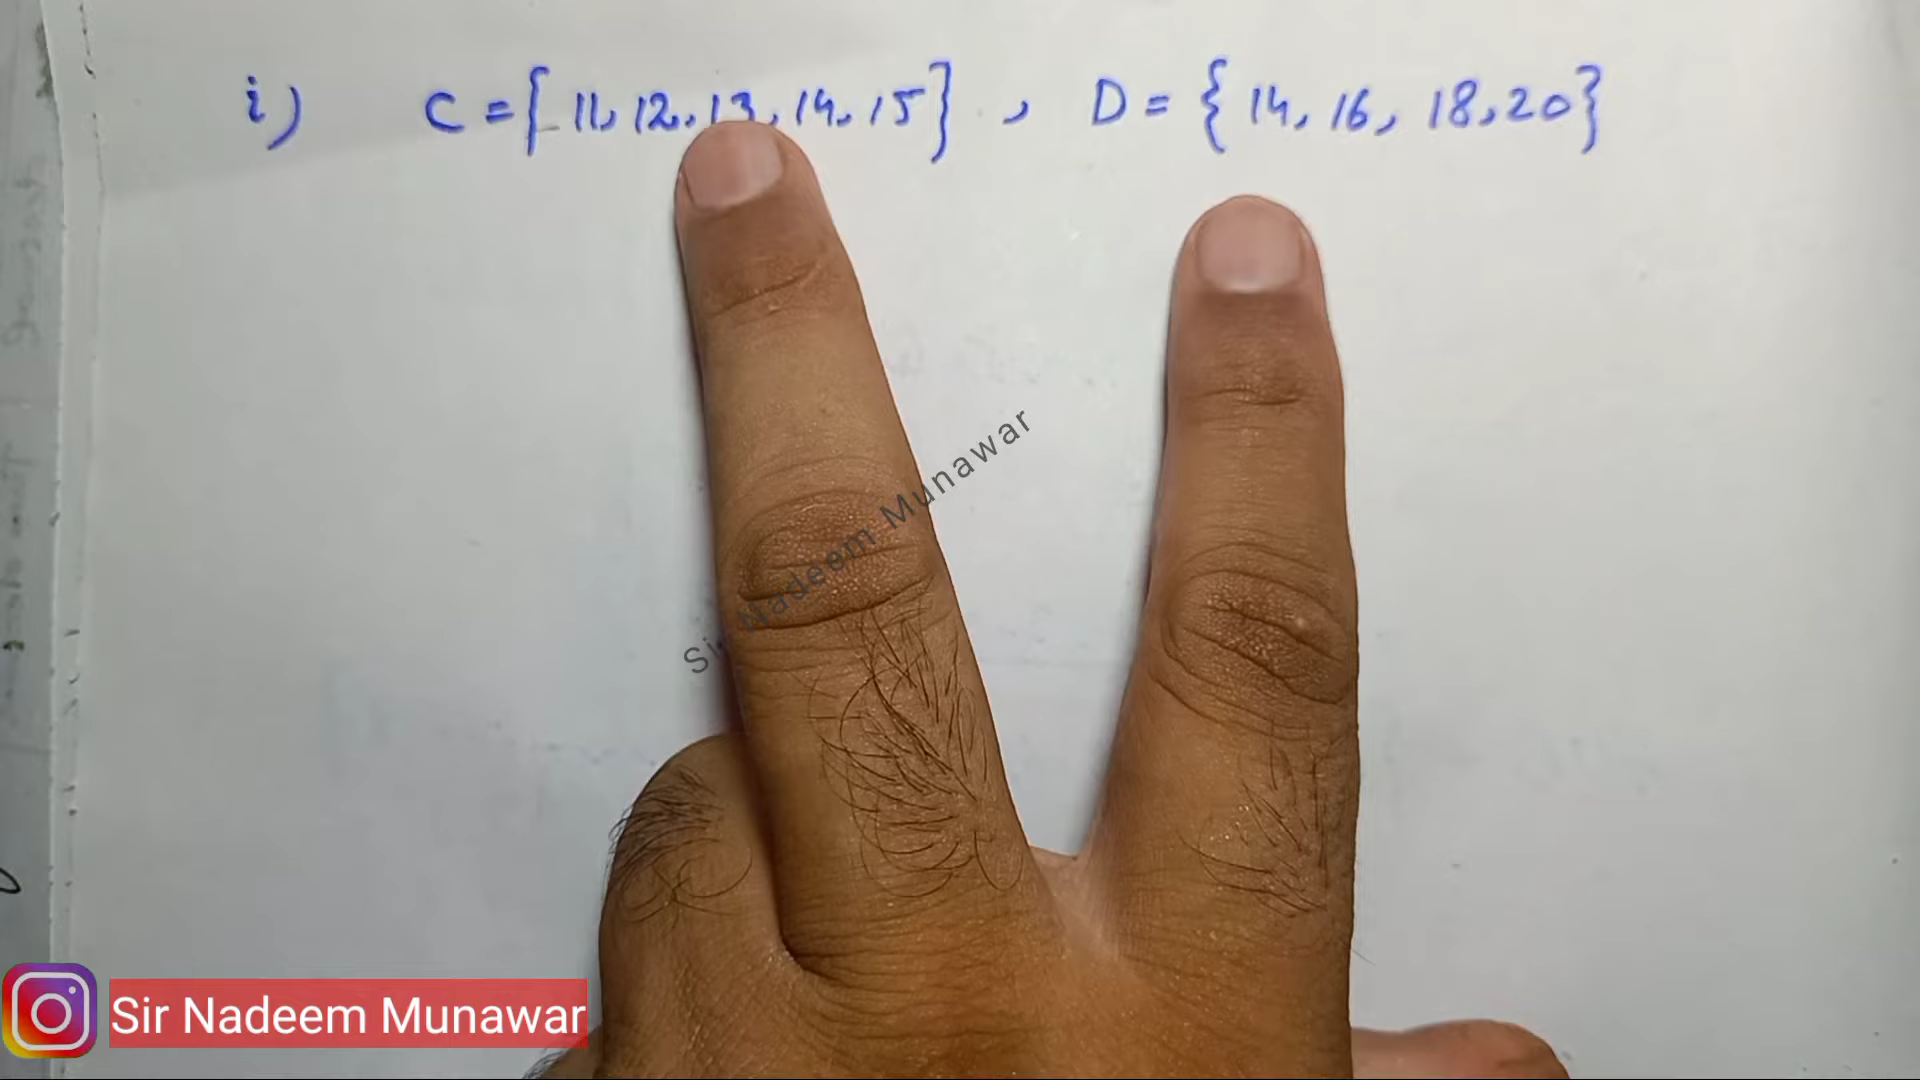 i) C = { 11, 12, 13, 14, 15 } , D = { 14, 16, 18, 20 }
Sir Nadeem Munawar
Sir Nadeem Munawar